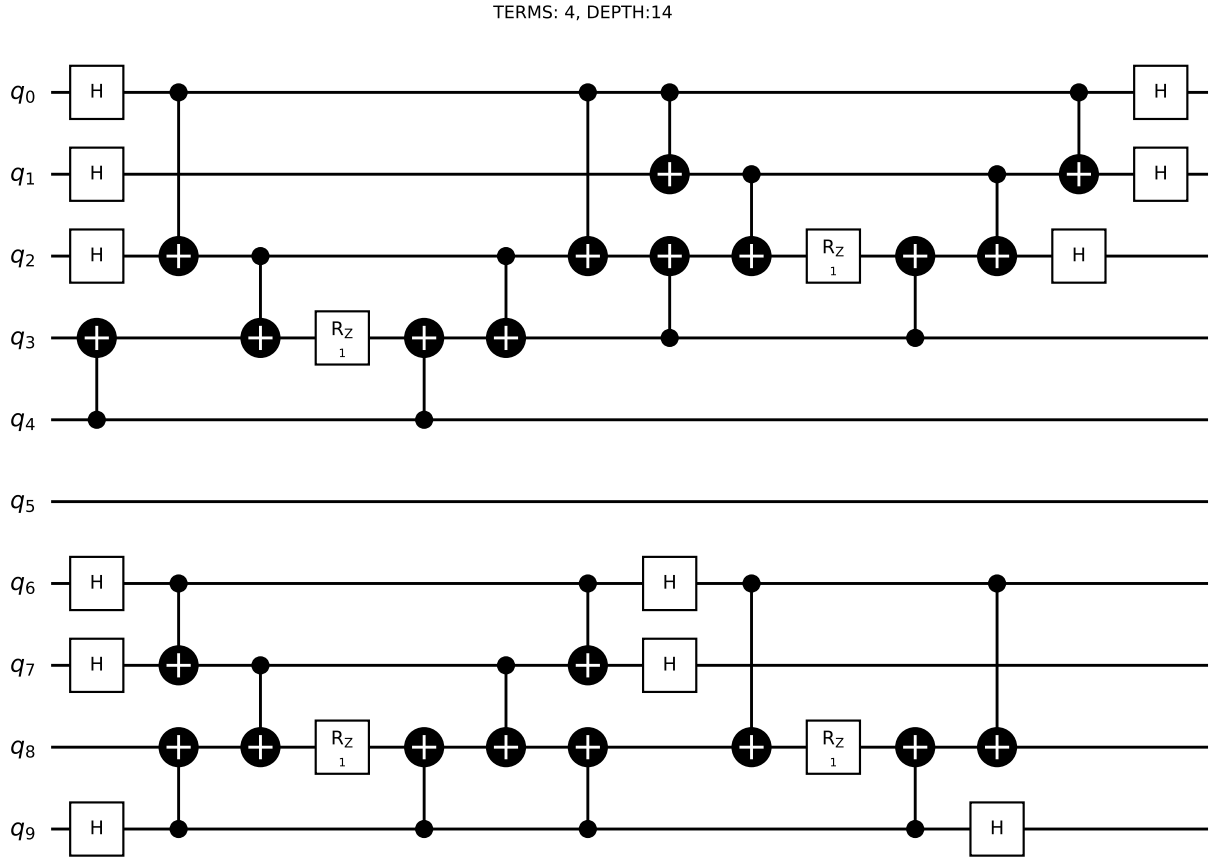 TERMS: 4, DEPTH:14
q0 H H
q1 H H
q2 H RZ 1 H
q3 RZ 1
q4
q5
q6 H H
q7 H H
q8 RZ 1 RZ 1
q9 H H